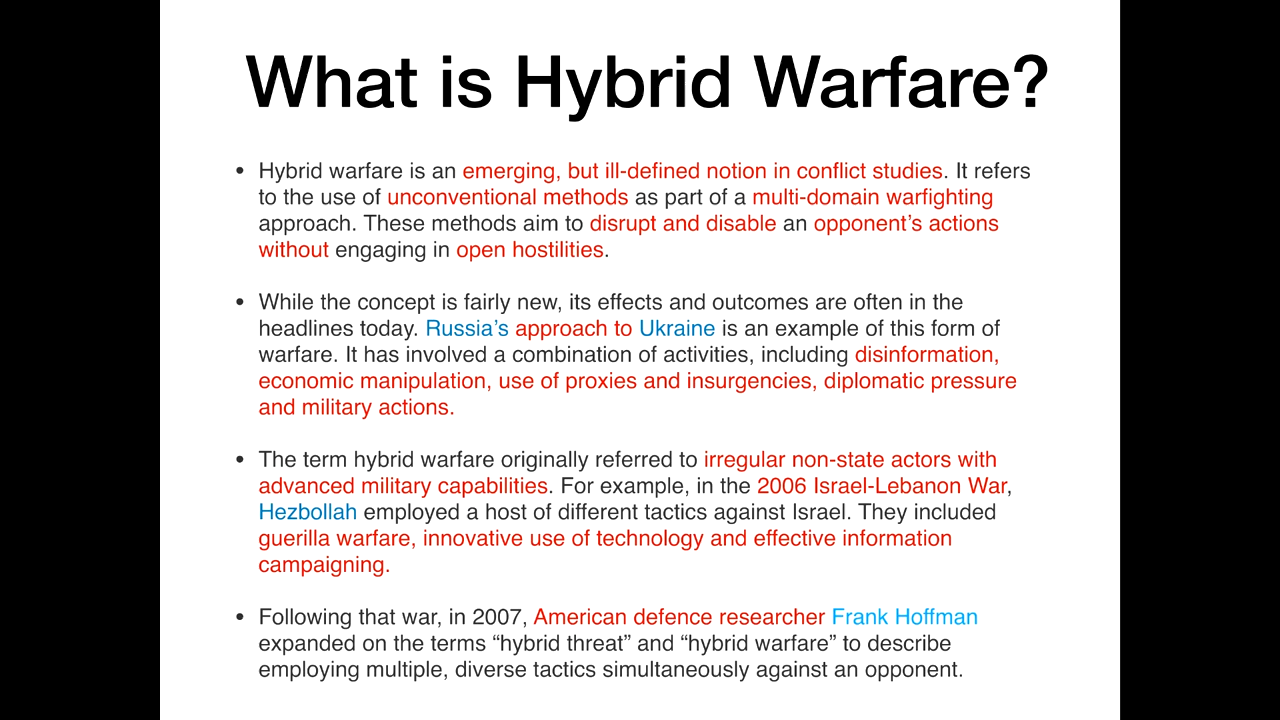 What is Hybrid Warfare?
• Hybrid warfare is an emerging, but ill-defined notion in conflict studies. It refers
to the use of unconventional methods as part of a multi-domain warfighting
approach. These methods aim to disrupt and disable an opponent’s actions
without engaging in open hostilities.
• While the concept is fairly new, its effects and outcomes are often in the
headlines today. Russia’s approach to Ukraine is an example of this form of
warfare. It has involved a combination of activities, including disinformation,
economic manipulation, use of proxies and insurgencies, diplomatic pressure
and military actions.
• The term hybrid warfare originally referred to irregular non-state actors with
advanced military capabilities. For example, in the 2006 Israel-Lebanon War,
Hezbollah employed a host of different tactics against Israel. They included
guerilla warfare, innovative use of technology and effective information
campaigning.
• Following that war, in 2007, American defence researcher Frank Hoffman
expanded on the terms “hybrid threat” and “hybrid warfare” to describe
employing multiple, diverse tactics simultaneously against an opponent.